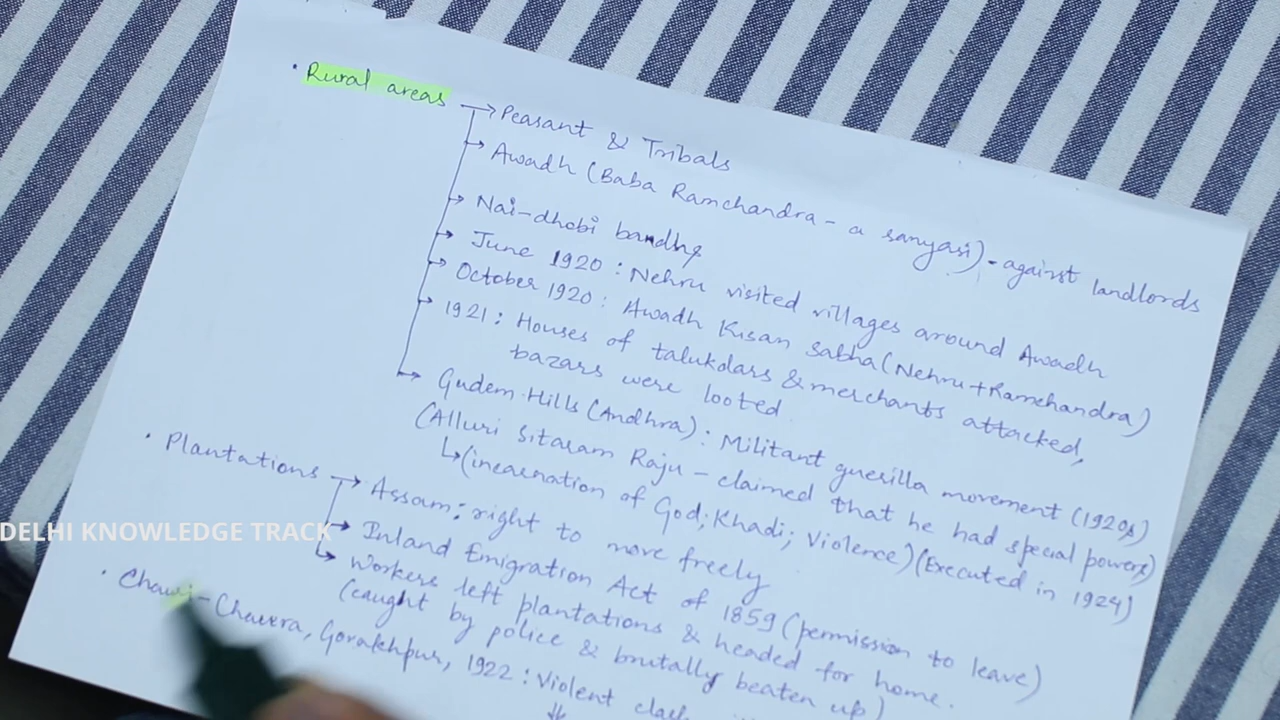 • Rural areas → Peasant & Tribals
→ Awadh (Baba Ramchandra - a sanyasi) - against landlords
→ Nai-dhobi bandhs
→ June 1920 : Nehru visited villages around Awadh
→ October 1920 : Awadh Kisan Sabha (Nehru + Ramchandra)
→ 1921 : Houses of talukdars & merchants attacked,
bazars were looted
→ Gudem Hills (Andhra) : Militant guerilla movement (1920s)
(Alluri Sitaram Raju - claimed that he had special powers)
↳ (incarnation of God; Khadi; Violence) (Executed in 1924)
• Plantations → Assam : right to move freely
→ Inland Emigration Act of 1859 (permission to leave)
→ Workers left plantations & headed for home.
(caught by police & brutally beaten up)
• Chauri-Chaura, Gorakhpur, 1922 : Violent clash
⇓
DELHI KNOWLEDGE TRACK